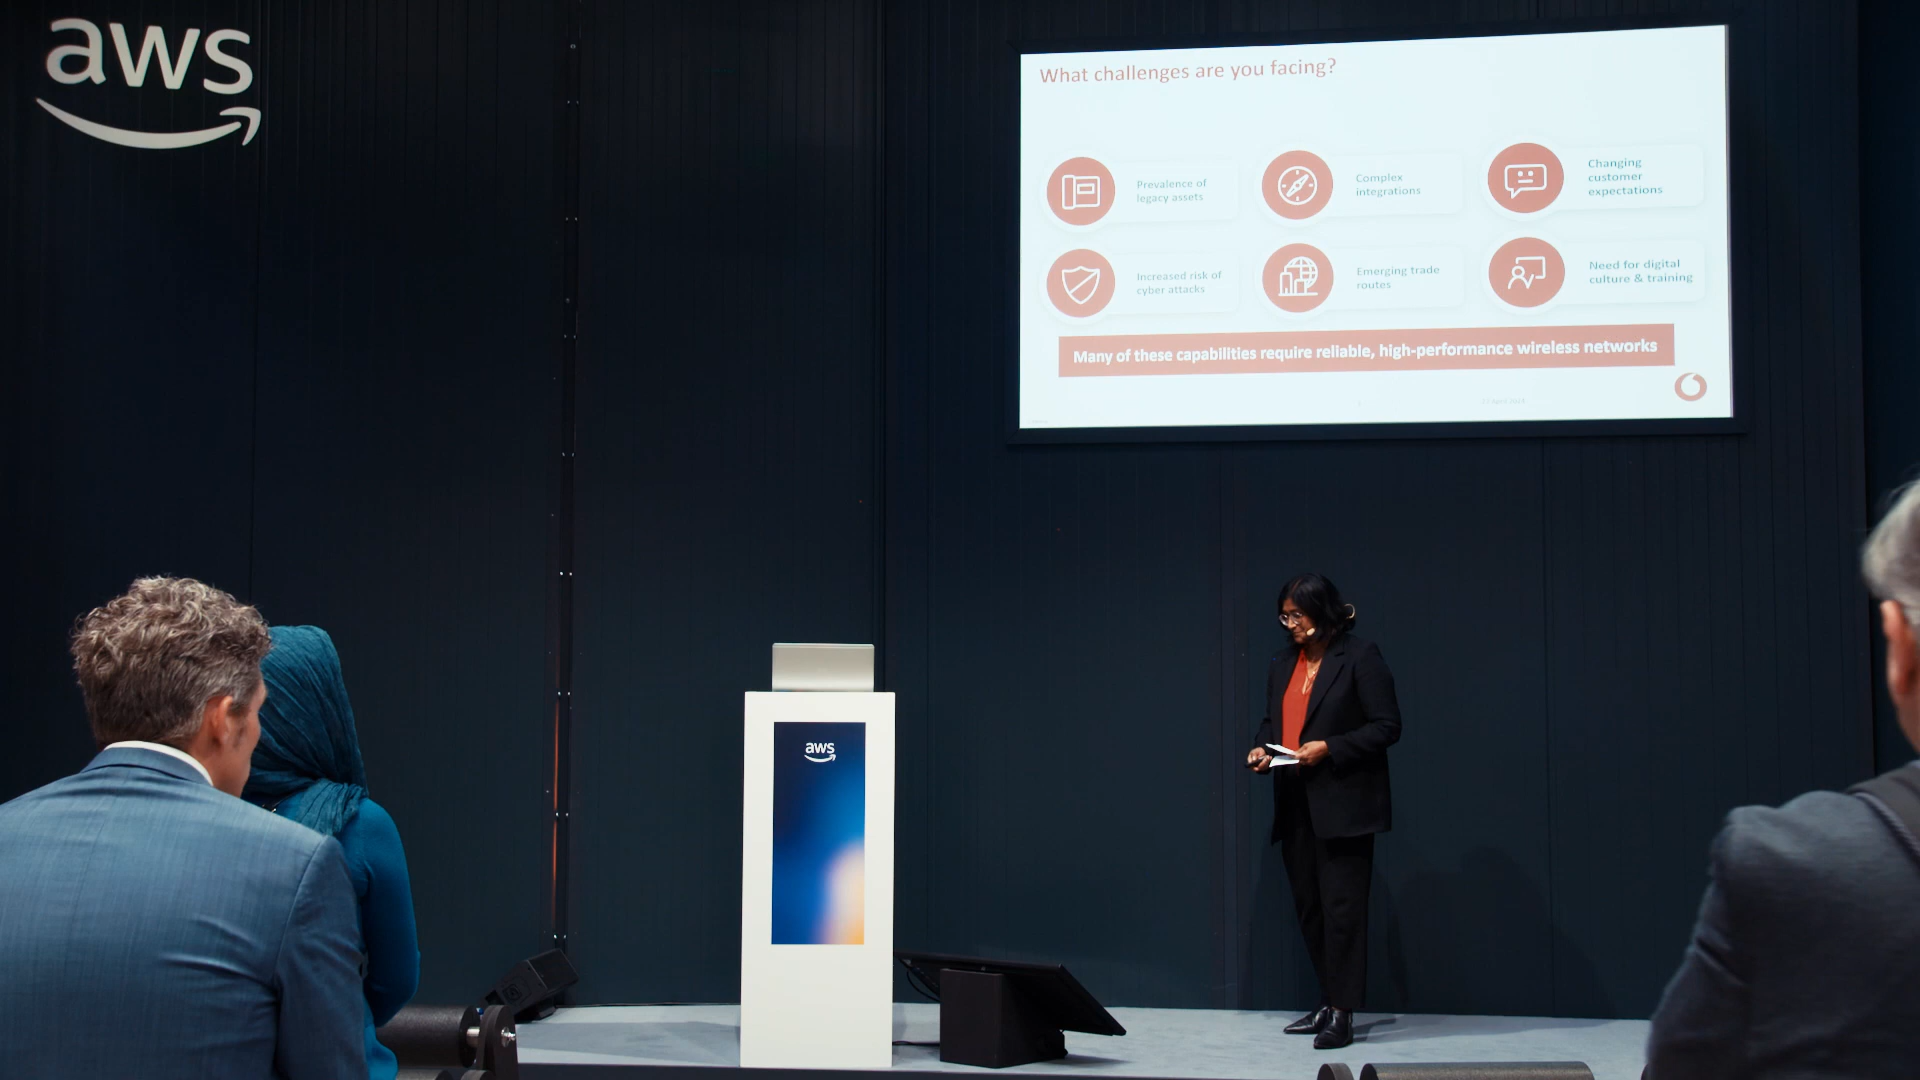 aws
What challenges are you facing?
Prevalence of
legacy assets
Complex
integrations
Changing
customer
expectations
Increased risk of
cyber attacks
Emerging trade
routes
Need for digital
culture & training
Many of these capabilities require reliable, high-performance wireless networks
aws